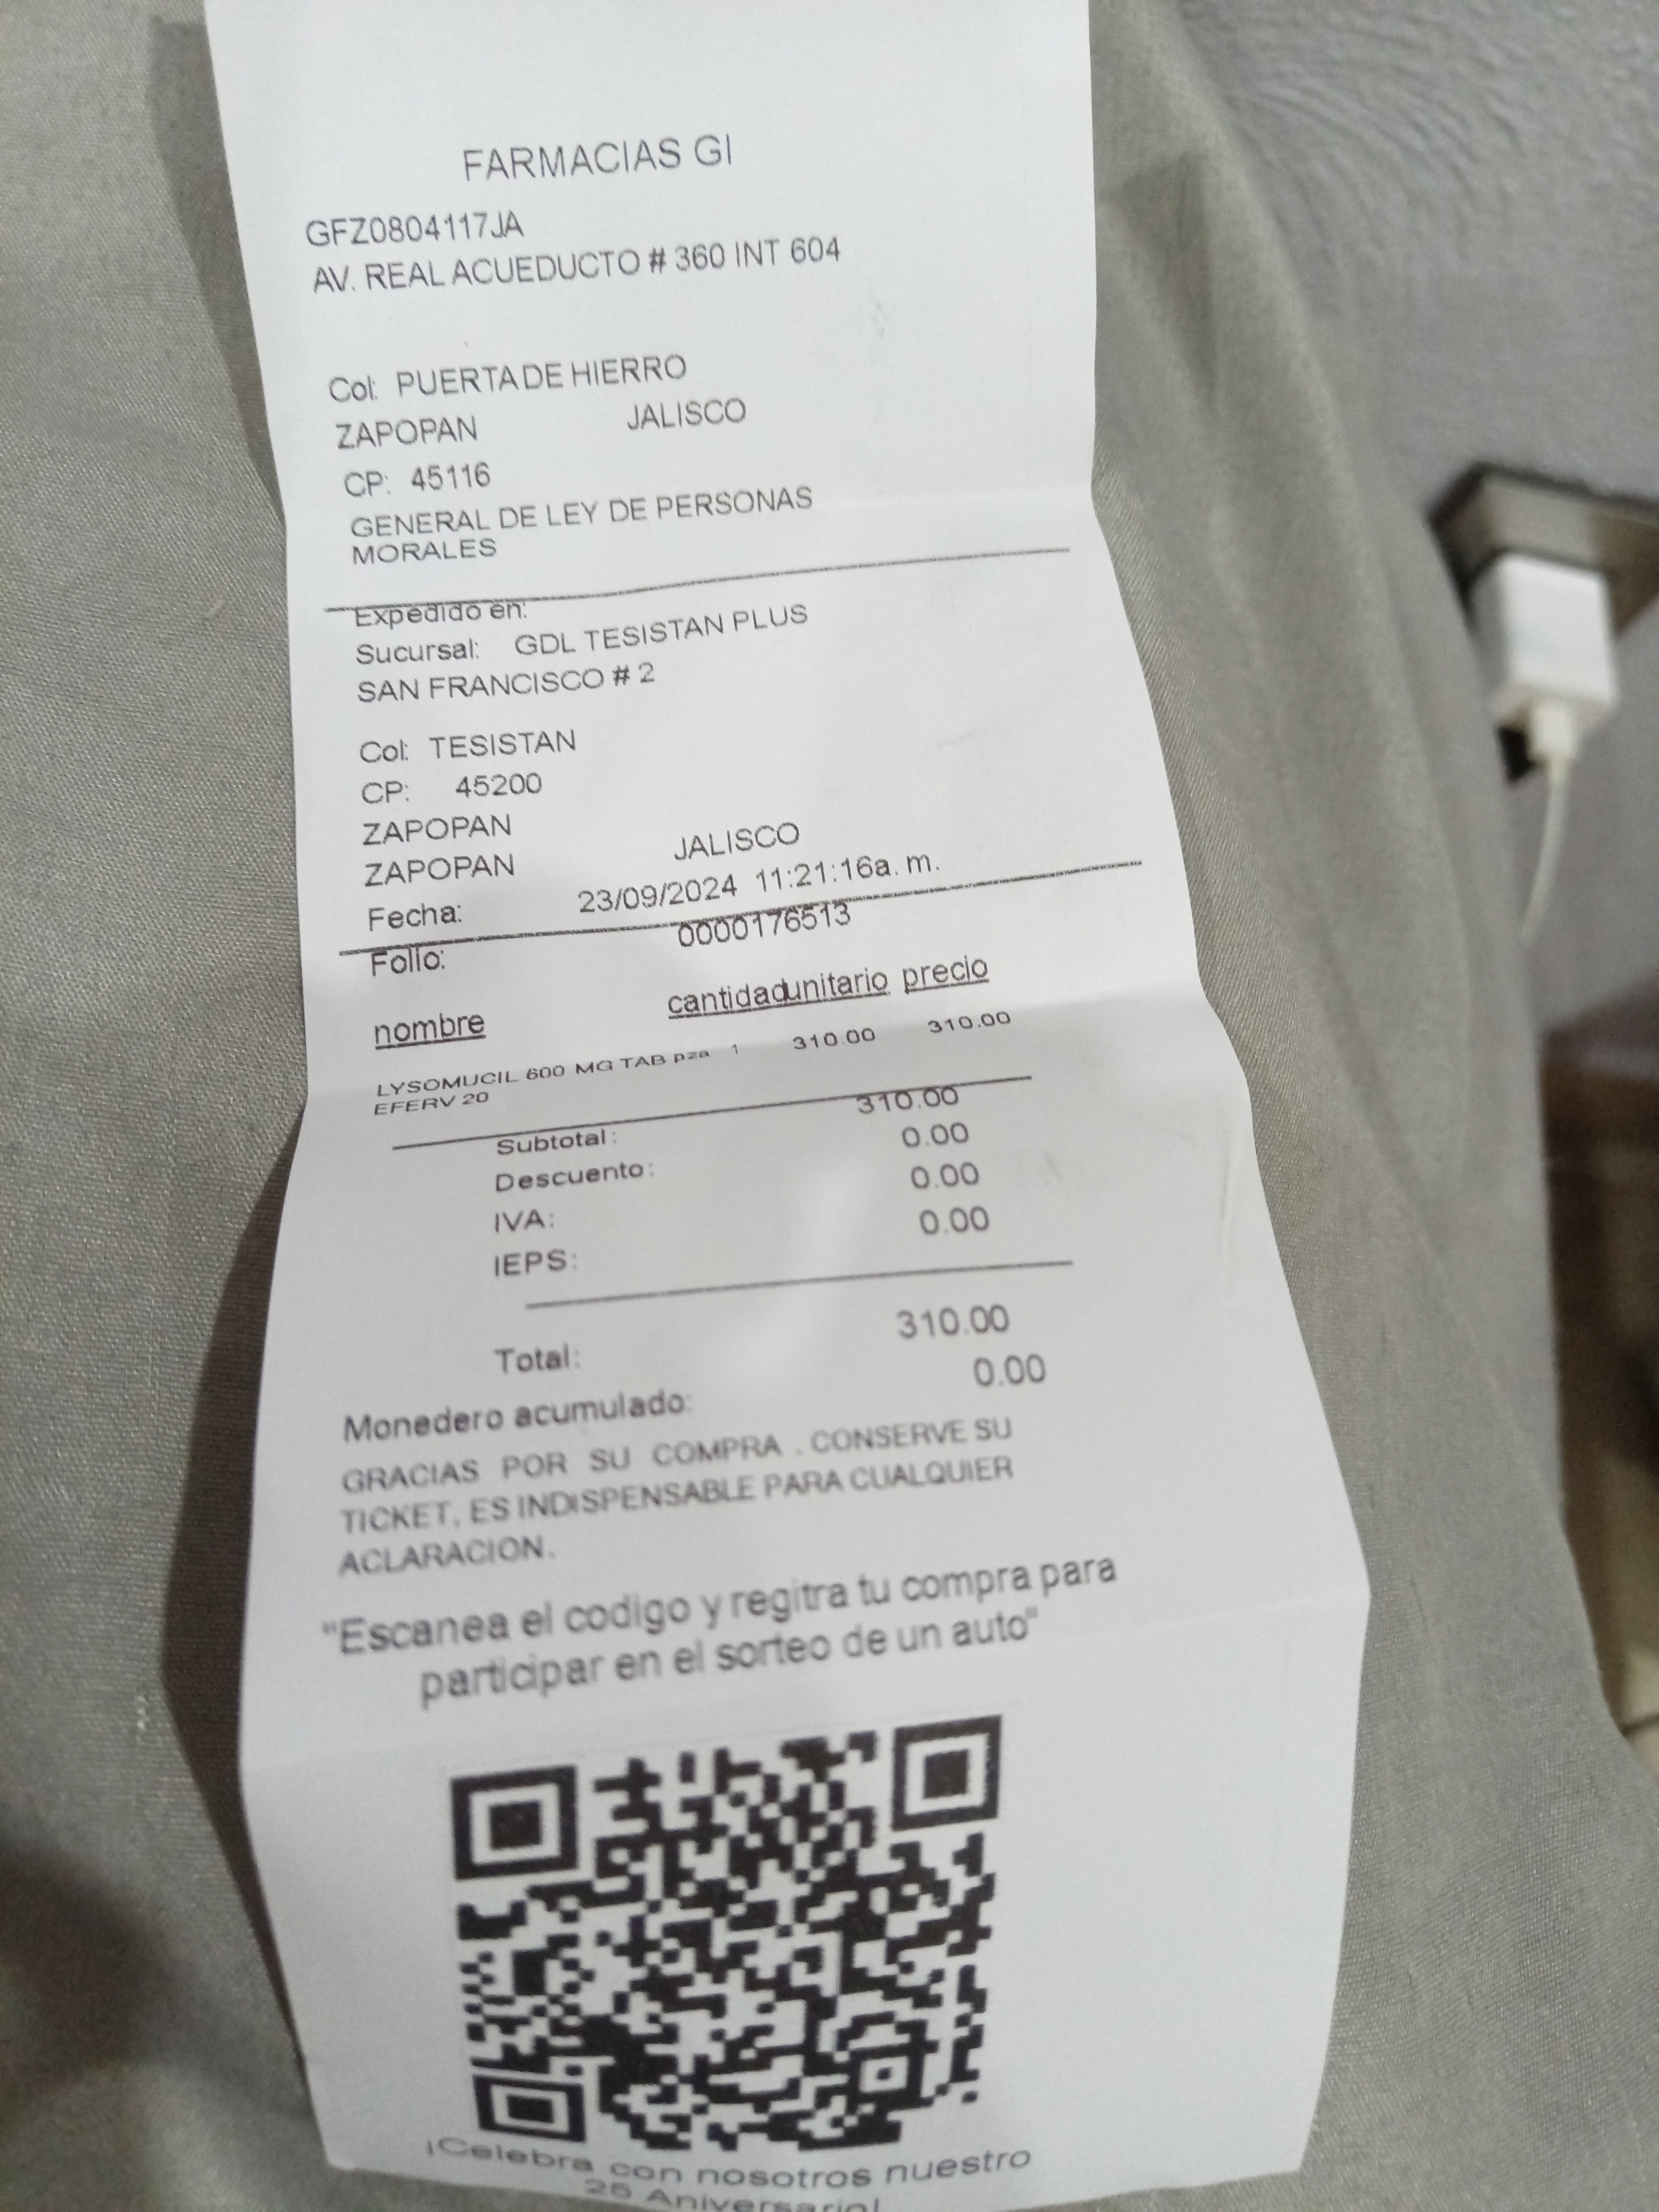 FARMACIAS GI
GFZ0804117JA
AV. REAL ACUEDUCTO # 360 INT 604
Col: PUERTA DE HIERRO
ZAPOPAN JALISCO
CP: 45116
GENERAL DE LEY DE PERSONAS
MORALES
Expedido en:
Sucursal: GDL TESISTAN PLUS
SAN FRANCISCO # 2
Col: TESISTAN
CP: 45200
ZAPOPAN
ZAPOPAN JALISCO
Fecha: 23/09/2024 11:21:16a. m.
Folio: 0000176513
nombre cantidad unitario precio
LYSOMUCIL 600 MG TAB pza 1 310.00 310.00
EFERV 20
Subtotal: 310.00
Descuento: 0.00
IVA: 0.00
IEPS: 0.00
Total: 310.00
Monedero acumulado: 0.00
GRACIAS POR SU COMPRA . CONSERVE SU
TICKET, ES INDISPENSABLE PARA CUALQUIER
ACLARACION.
"Escanea el codigo y regitra tu compra para
participar en el sorteo de un auto"
¡Celebra con nosotros nuestro
25 Aniversario!